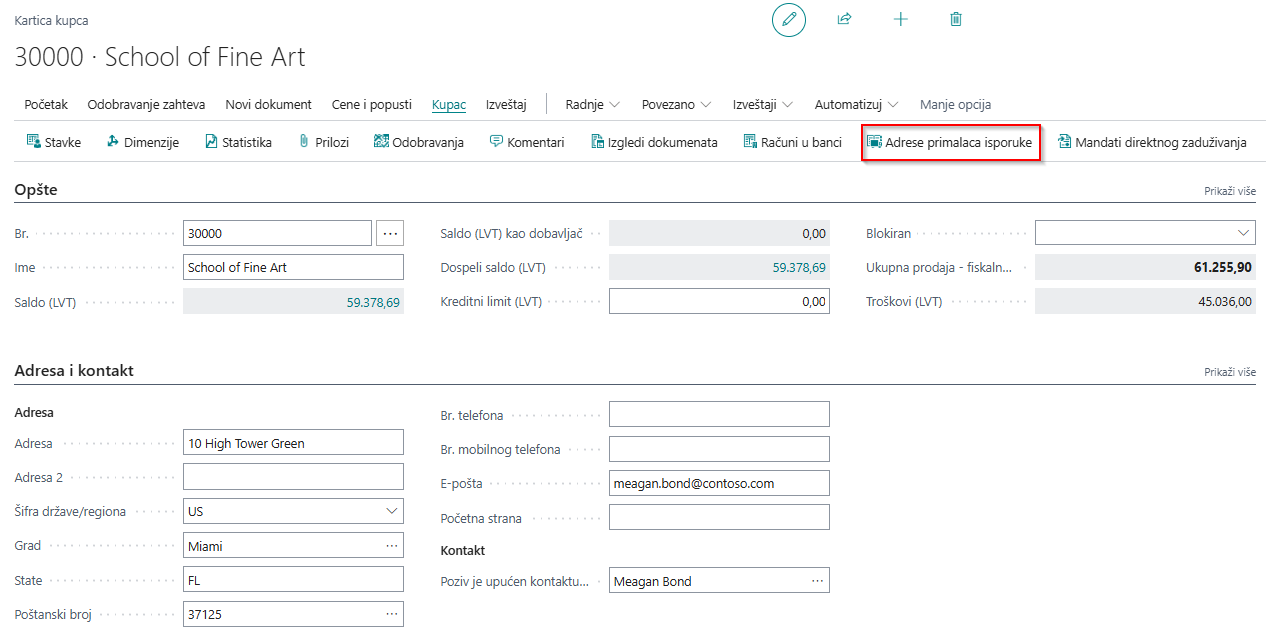 Kartica kupca
30000 · School of Fine Art
Početak Odobravanje zahteva Novi dokument Cene i popusti Kupac Izveštaj Radnje Povezano Izveštaji Automatizuj Manje opcija
Stavke Dimenzije Statistika Prilozi Odobravanja Komentari Izgledi dokumenata Računi u banci Adrese primalaca isporuke Mandati direktnog zaduživanja
Opšte Prikaži više
Br. 30000 ··· Saldo (LVT) kao dobavljač 0,00 Blokiran
Ime School of Fine Art Dospeli saldo (LVT) 59.378,69 Ukupna prodaja - fiskaln... 61.255,90
Saldo (LVT) 59.378,69 Kreditni limit (LVT) 0,00 Troškovi (LVT) 45.036,00
Adresa i kontakt Prikaži više
Adresa
Adresa 10 High Tower Green
Adresa 2
Šifra države/regiona US
Grad Miami ···
State FL
Poštanski broj 37125 ···
Br. telefona
Br. mobilnog telefona
E-pošta meagan.bond@contoso.com
Početna strana
Kontakt
Poziv je upućen kontaktu... Meagan Bond ···